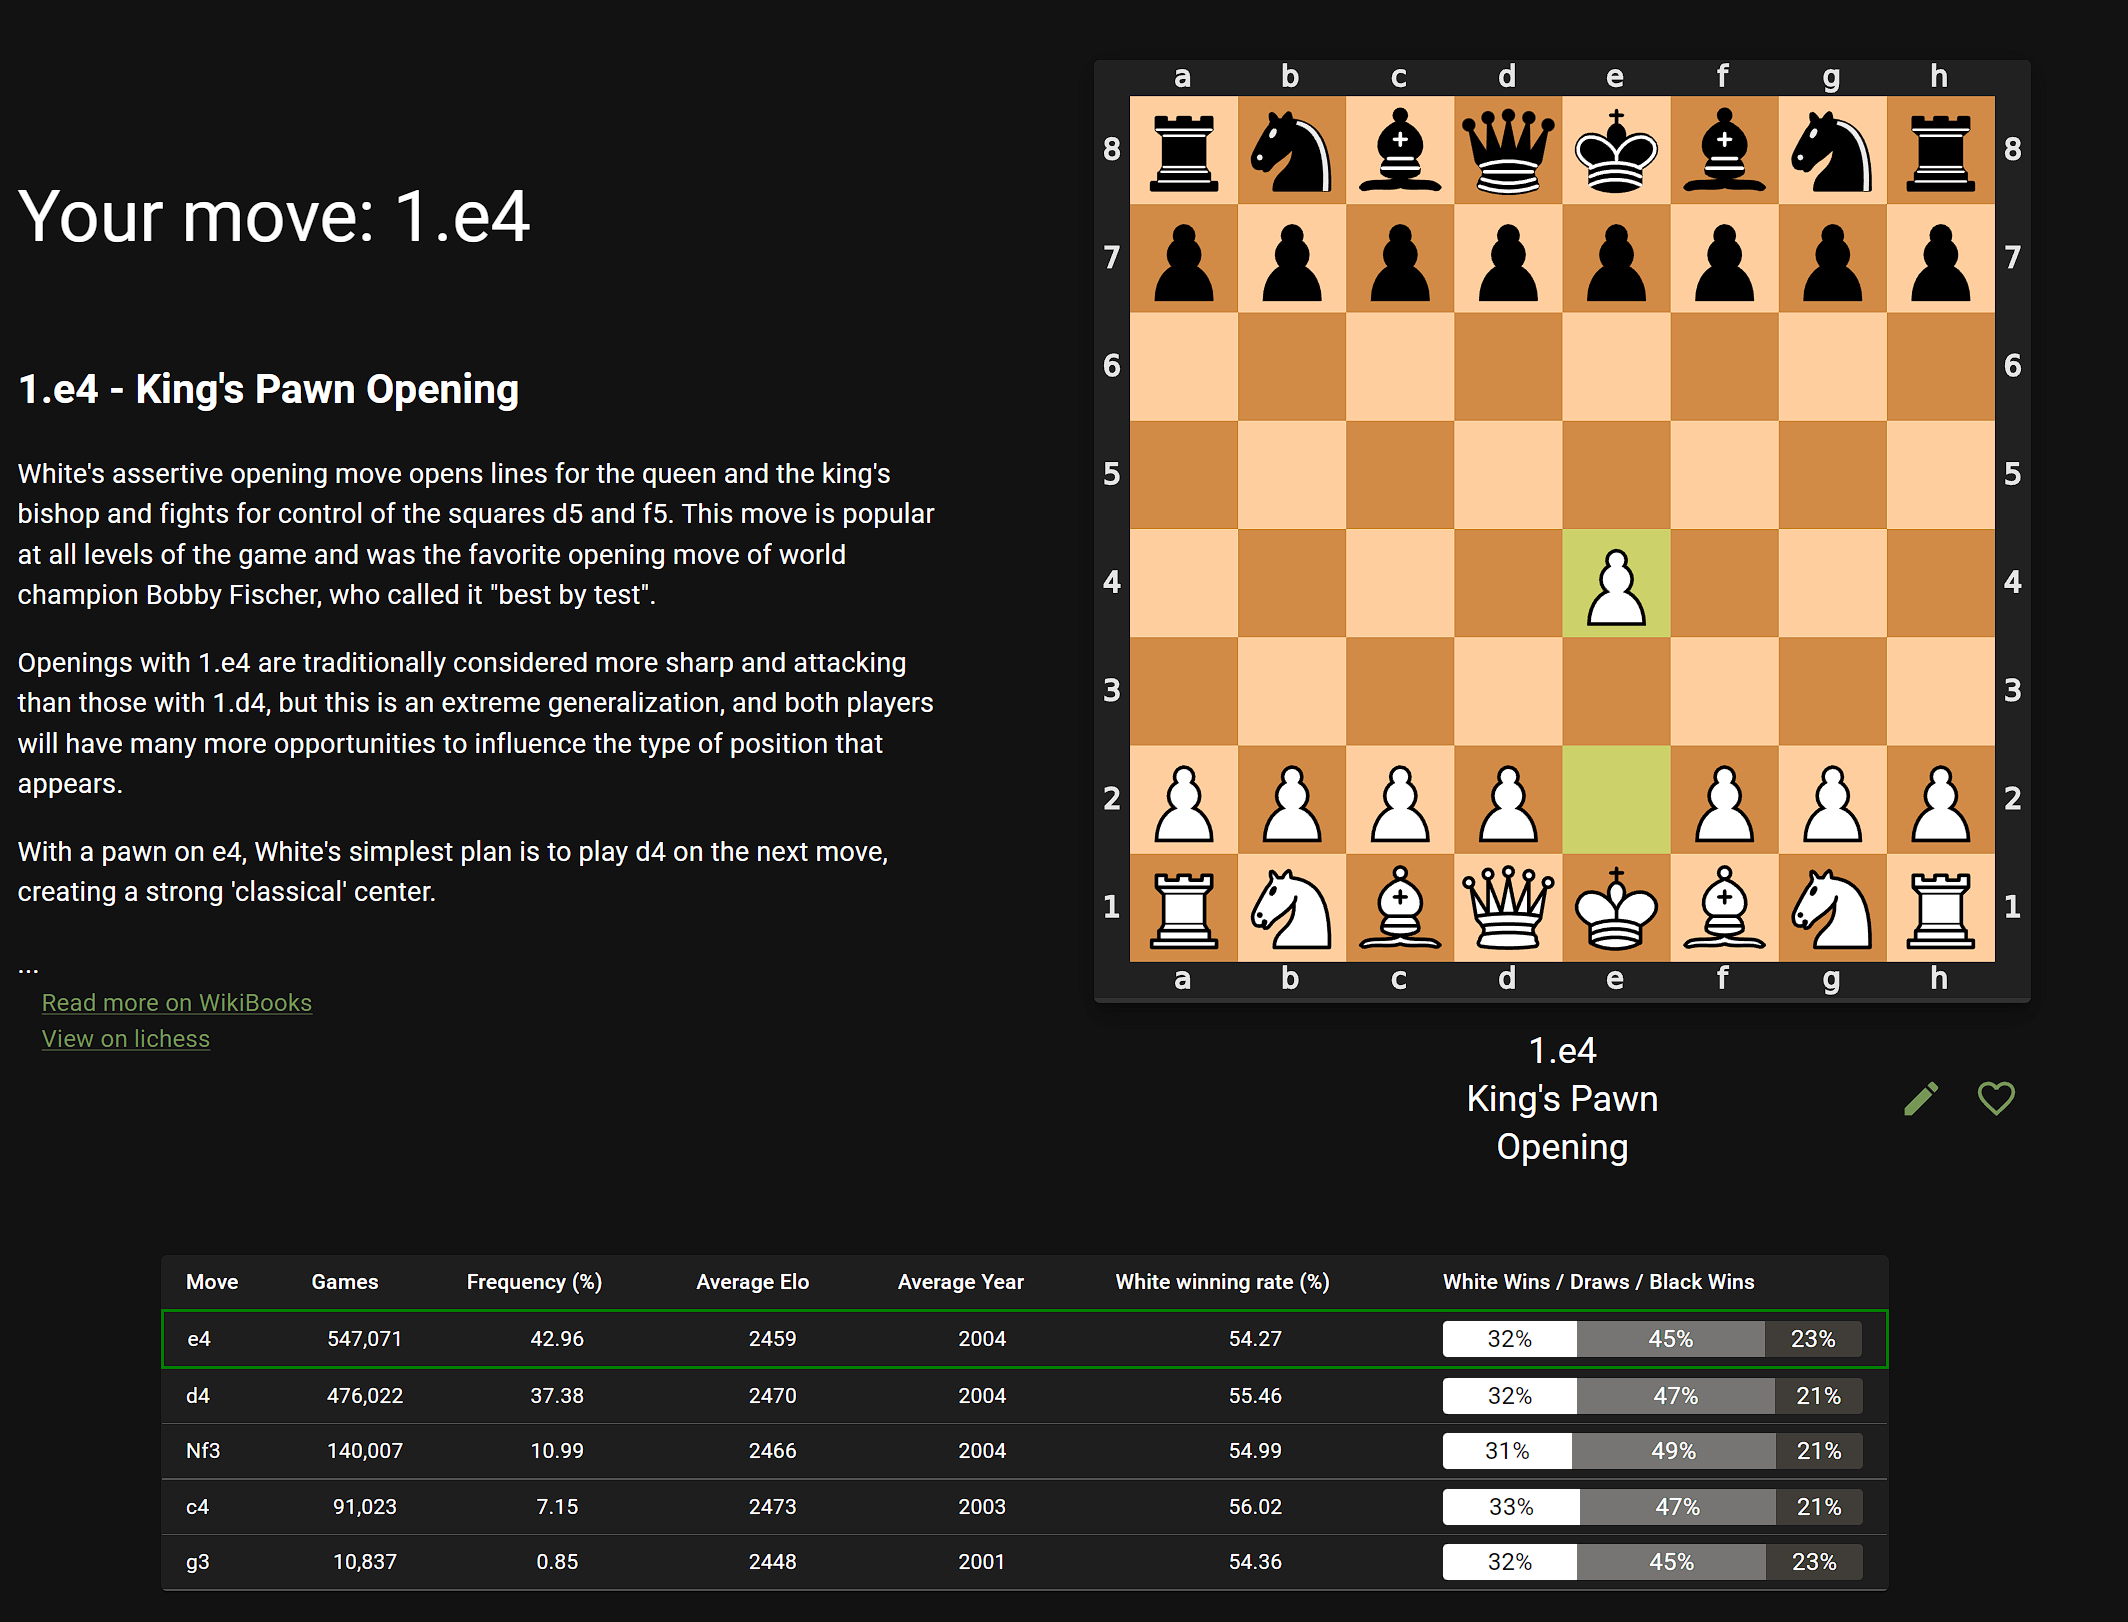 Your move: 1.e4
1.e4 - King's Pawn Opening
White's assertive opening move opens lines for the queen and the king's
bishop and fights for control of the squares d5 and f5. This move is popular
at all levels of the game and was the favorite opening move of world
champion Bobby Fischer, who called it "best by test".
Openings with 1.e4 are traditionally considered more sharp and attacking
than those with 1.d4, but this is an extreme generalization, and both players
will have many more opportunities to influence the type of position that
appears.
With a pawn on e4, White's simplest plan is to play d4 on the next move,
creating a strong 'classical' center.
...
Read more on WikiBooks
View on lichess
a b c d e f g h
8 8
7 7
6 6
5 5
4 4
3 3
2 2
1 1
a b c d e f g h
1.e4
King's Pawn
Opening
Move Games Frequency (%) Average Elo Average Year White winning rate (%) White Wins / Draws / Black Wins
e4 547,071 42.96 2459 2004 54.27 32% 45% 23%
d4 476,022 37.38 2470 2004 55.46 32% 47% 21%
Nf3 140,007 10.99 2466 2004 54.99 31% 49% 21%
c4 91,023 7.15 2473 2003 56.02 33% 47% 21%
g3 10,837 0.85 2448 2001 54.36 32% 45% 23%